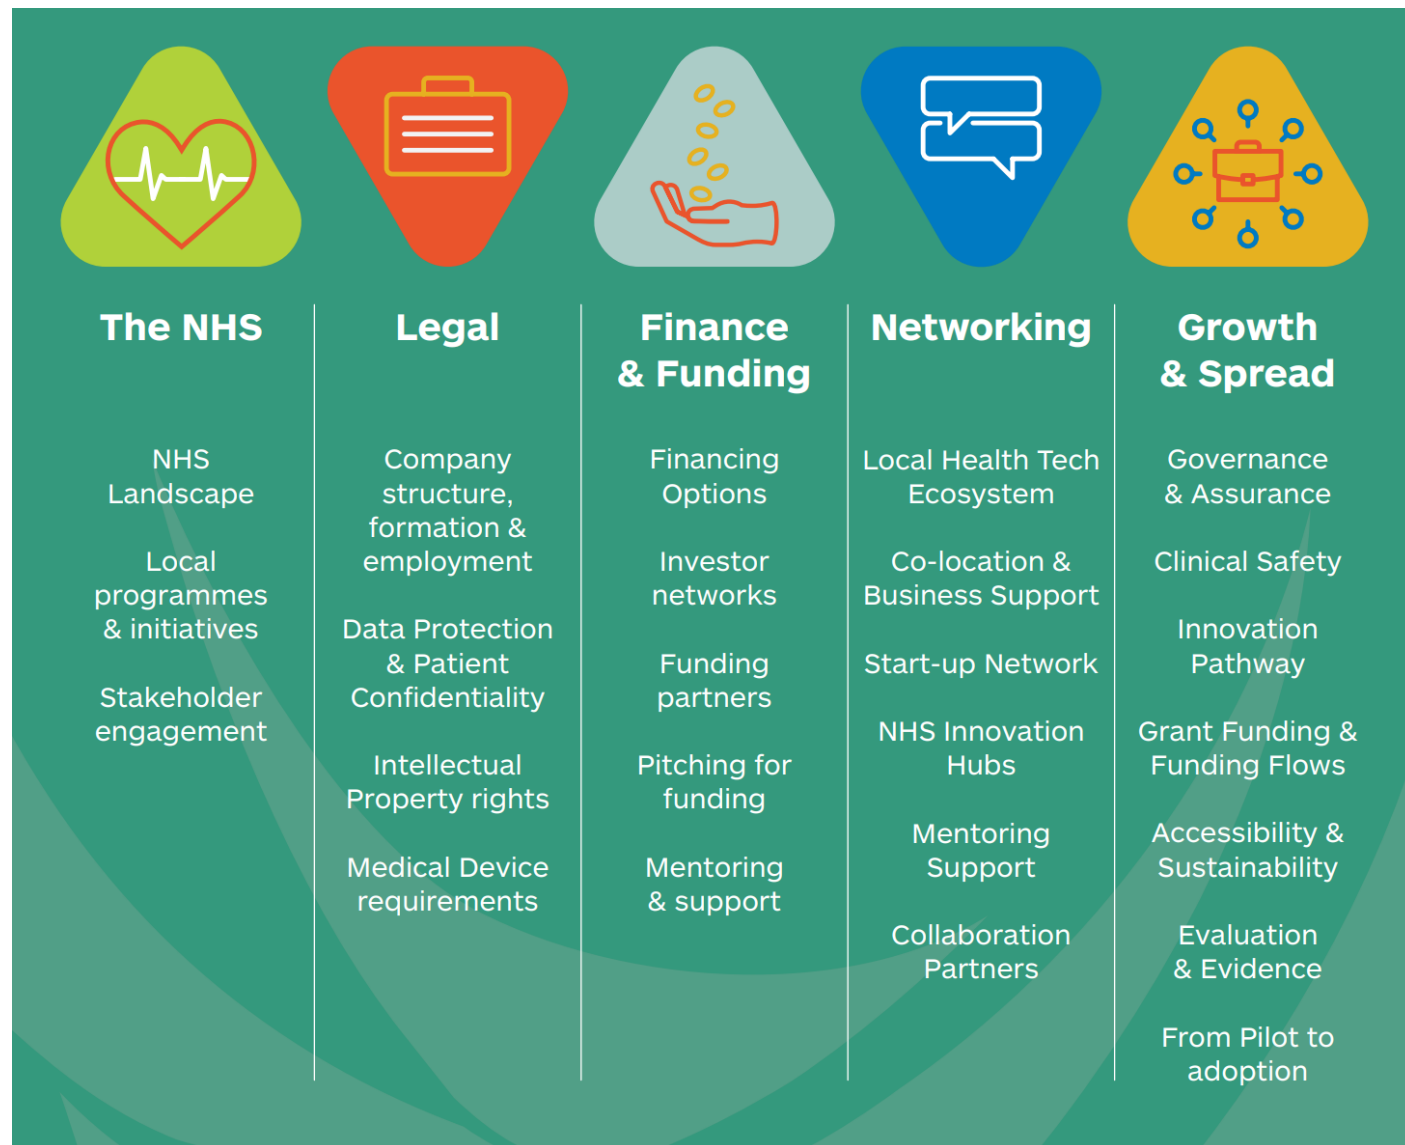 The NHS
NHS
Landscape
Local
programmes
& initiatives
Stakeholder
engagement
Legal
Company
structure,
formation &
employment
Data Protection
& Patient
Confidentiality
Intellectual
Property rights
Medical Device
requirements
Finance
& Funding
Financing
Options
Investor
networks
Funding
partners
Pitching for
funding
Mentoring
& support
Networking
Local Health Tech
Ecosystem
Co-location &
Business Support
Start-up Network
NHS Innovation
Hubs
Mentoring
Support
Collaboration
Partners
Growth
& Spread
Governance
& Assurance
Clinical Safety
Innovation
Pathway
Grant Funding &
Funding Flows
Accessibility &
Sustainability
Evaluation
& Evidence
From Pilot to
adoption